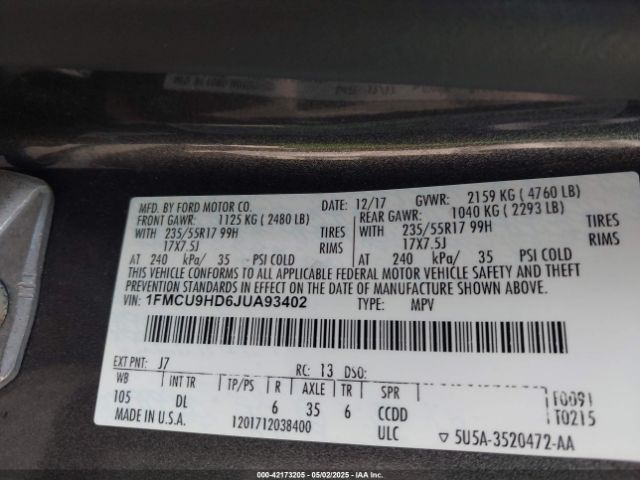 MFD. BY FORD MOTOR CO. DATE: 12/17 GVWR: 2159 KG (4760 LB)
FRONT GAWR: 1125 KG (2480 LB) REAR GAWR: 1040 KG (2293 LB)
WITH 235/55R17 99H TIRES WITH 235/55R17 99H TIRES
17X7.5J RIMS 17X7.5J RIMS
AT 240 kPa/ 35 PSI COLD AT 240 kPa/ 35 PSI COLD
THIS VEHICLE CONFORMS TO ALL APPLICABLE FEDERAL MOTOR VEHICLE SAFETY AND THEFT
PREVENTION STANDARDS IN EFFECT ON THE DATE OF MANUFACTURE SHOWN ABOVE.
VIN: 1FMCU9HD6JUA93402 TYPE: MPV
EXT PNT: J7 RC: 13 DSO:
WB INT TR TP/PS R AXLE TR SPR
105 DL 6 35 6 CCDD
F0091
T0215
MADE IN U.S.A. 1201712038400 ULC ▽ 5U5A-3520472-AA
000-42173205 - 05/02/2025 - IAAI.COM